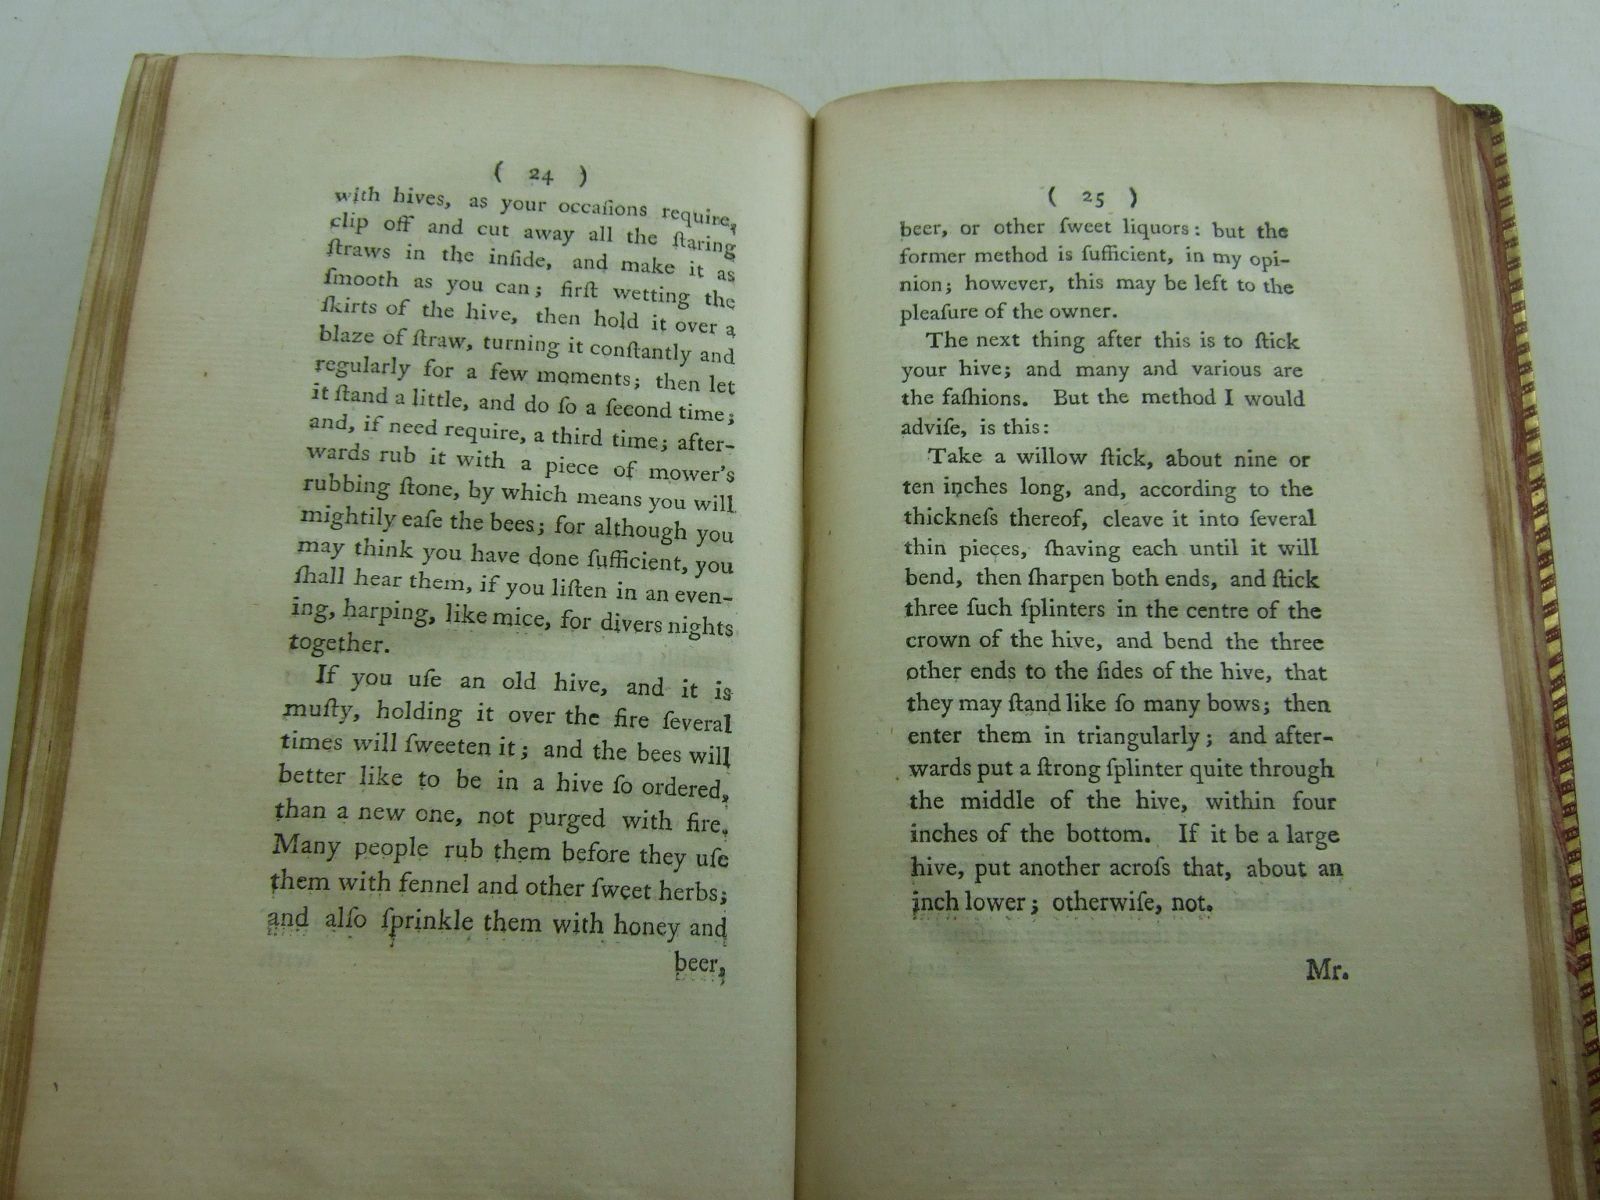 ( 24 )
with hives, as your occaſions require,
clip off and cut away all the ſtaring
ſtraws in the inſide, and make it as
ſmooth as you can; firſt wetting the
ſkirts of the hive, then hold it over a
blaze of ſtraw, turning it conſtantly and
regularly for a few moments; then let
it ſtand a little, and do ſo a ſecond time;
and, if need require, a third time; after-
wards rub it with a piece of mower's
rubbing ſtone, by which means you will
mightily eaſe the bees; for although you
may think you have done ſufficient, you
ſhall hear them, if you liſten in an even-
ing, harping, like mice, for divers nights
together.
If you uſe an old hive, and it is
muſty, holding it over the fire ſeveral
times will ſweeten it; and the bees will
better like to be in a hive ſo ordered,
than a new one, not purged with fire.
Many people rub them before they uſe
them with fennel and other ſweet herbs;
and alſo ſprinkle them with honey and
beer,
( 25 )
beer, or other ſweet liquors: but the
former method is ſufficient, in my opi-
nion; however, this may be left to the
pleaſure of the owner.
The next thing after this is to ſtick
your hive; and many and various are
the faſhions. But the method I would
adviſe, is this:
Take a willow ſtick, about nine or
ten inches long, and, according to the
thickneſs thereof, cleave it into ſeveral
thin pieces, ſhaving each until it will
bend, then ſharpen both ends, and ſtick
three ſuch ſplinters in the centre of the
crown of the hive, and bend the three
other ends to the ſides of the hive, that
they may ſtand like ſo many bows; then
enter them in triangularly; and after-
wards put a ſtrong ſplinter quite through
the middle of the hive, within four
inches of the bottom. If it be a large
hive, put another acroſs that, about an
inch lower; otherwiſe, not.
Mr.